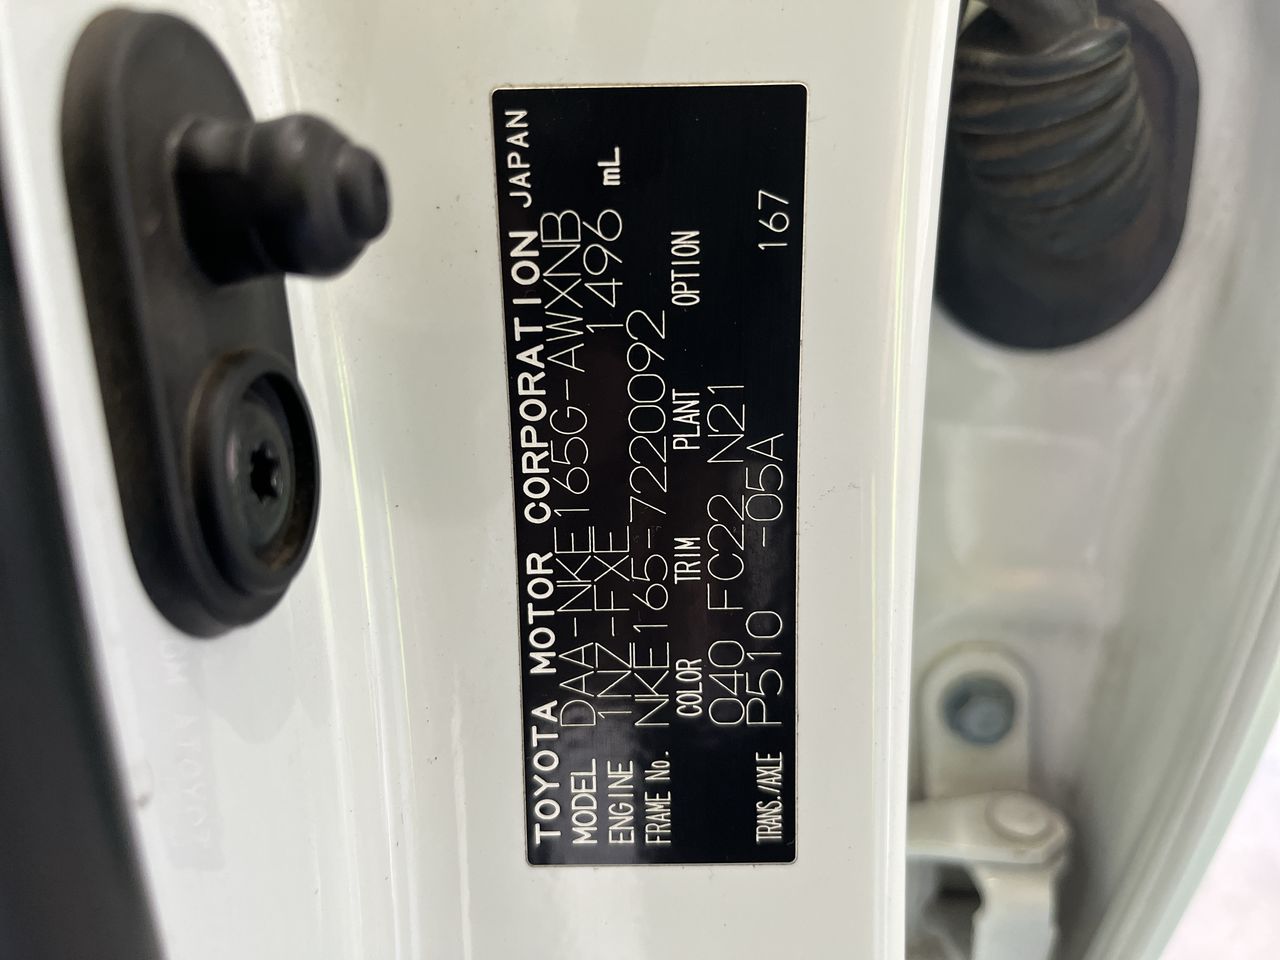 TOYOTA MOTOR CORPORATION JAPAN
MODEL DAA-NKE165G-AWXNB
ENGINE 1NZ-FXE 1496 mL
FRAME No. NKE165-7220092
COLOR TRIM PLANT OPTION
040 FC22 N21
TRANS./AXLE P510 -05A 167